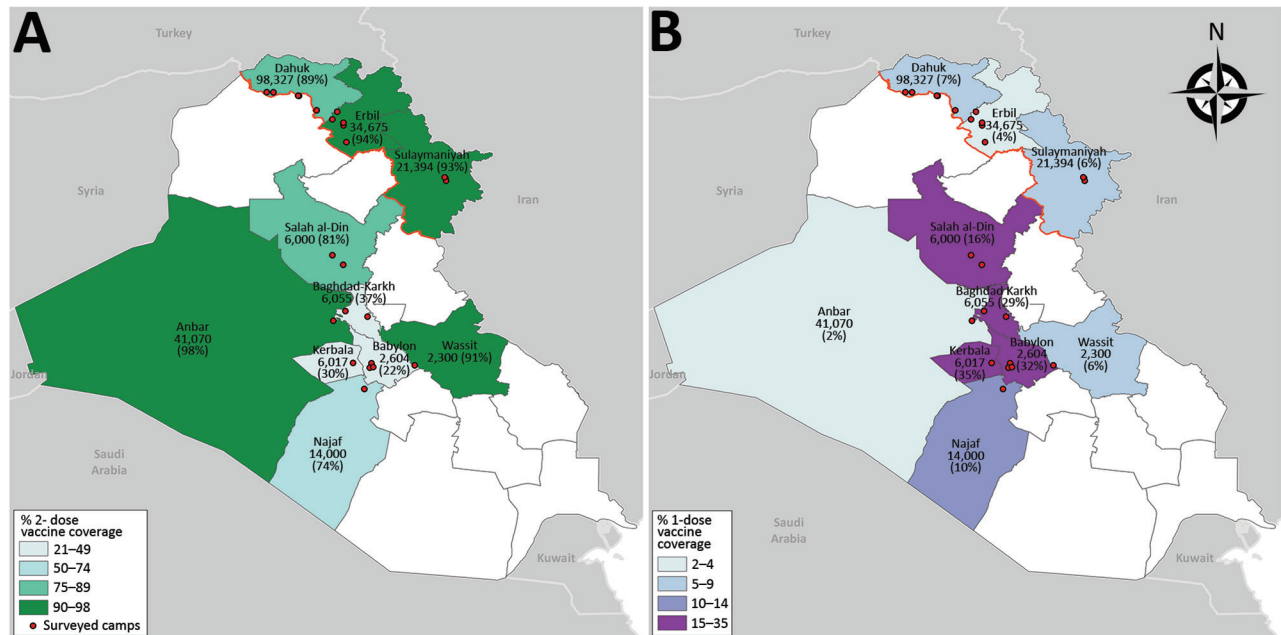 A
Turkey
Dahuk
98,327 (89%)
Erbil
34,675
(94%)
Sulaymaniyah
21,394 (93%)
Syria
Iran
Salah al-Din
6,000 (81%)
Baghdad-Karkh
6,055 (37%)
Anbar
41,070
(98%)
Kerbala
6,017
(30%)
Babylon
2,604
(22%)
Wassit
2,300 (91%)
Jordan
Najaf
14,000
(74%)
Saudi
Arabia
Kuwait
% 2- dose
vaccine coverage
21–49
50–74
75–89
90–98
Surveyed camps
B
N
Turkey
Dahuk
98,327 (7%)
Erbil
34,675
(4%)
Sulaymaniyah
21,394 (6%)
Syria
Iran
Salah al-Din
6,000 (16%)
Baghdad Karkh
6,055 (29%)
Anbar
41,070
(2%)
Kerbala
6,017
(35%)
Babylon
2,604
(32%)
Wassit
2,300
(6%)
Jordan
Najaf
14,000
(10%)
Saudi
Arabia
Kuwait
% 1-dose
vaccine
coverage
2–4
5–9
10–14
15–35